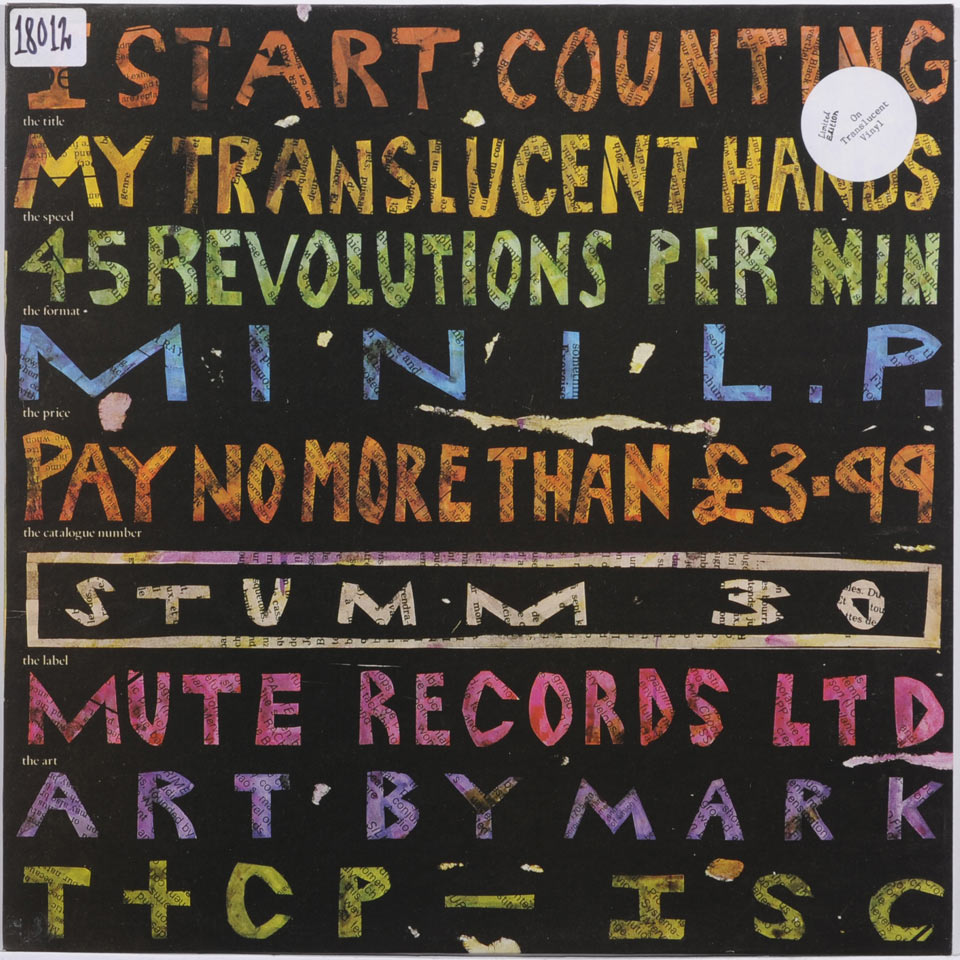 18012
I START COUNTING
Limited Edition
On
Translucent
Vinyl
the title
MY TRANSLUCENT HANDS
the speed
45 REVOLUTIONS PER MIN
the format
MINI L.P.
the price
PAY NO MORE THAN £3.99
the catalogue number
STUMM 30
the label
MUTE RECORDS LTD
the art
ART BY MARK
T+CP — ISC